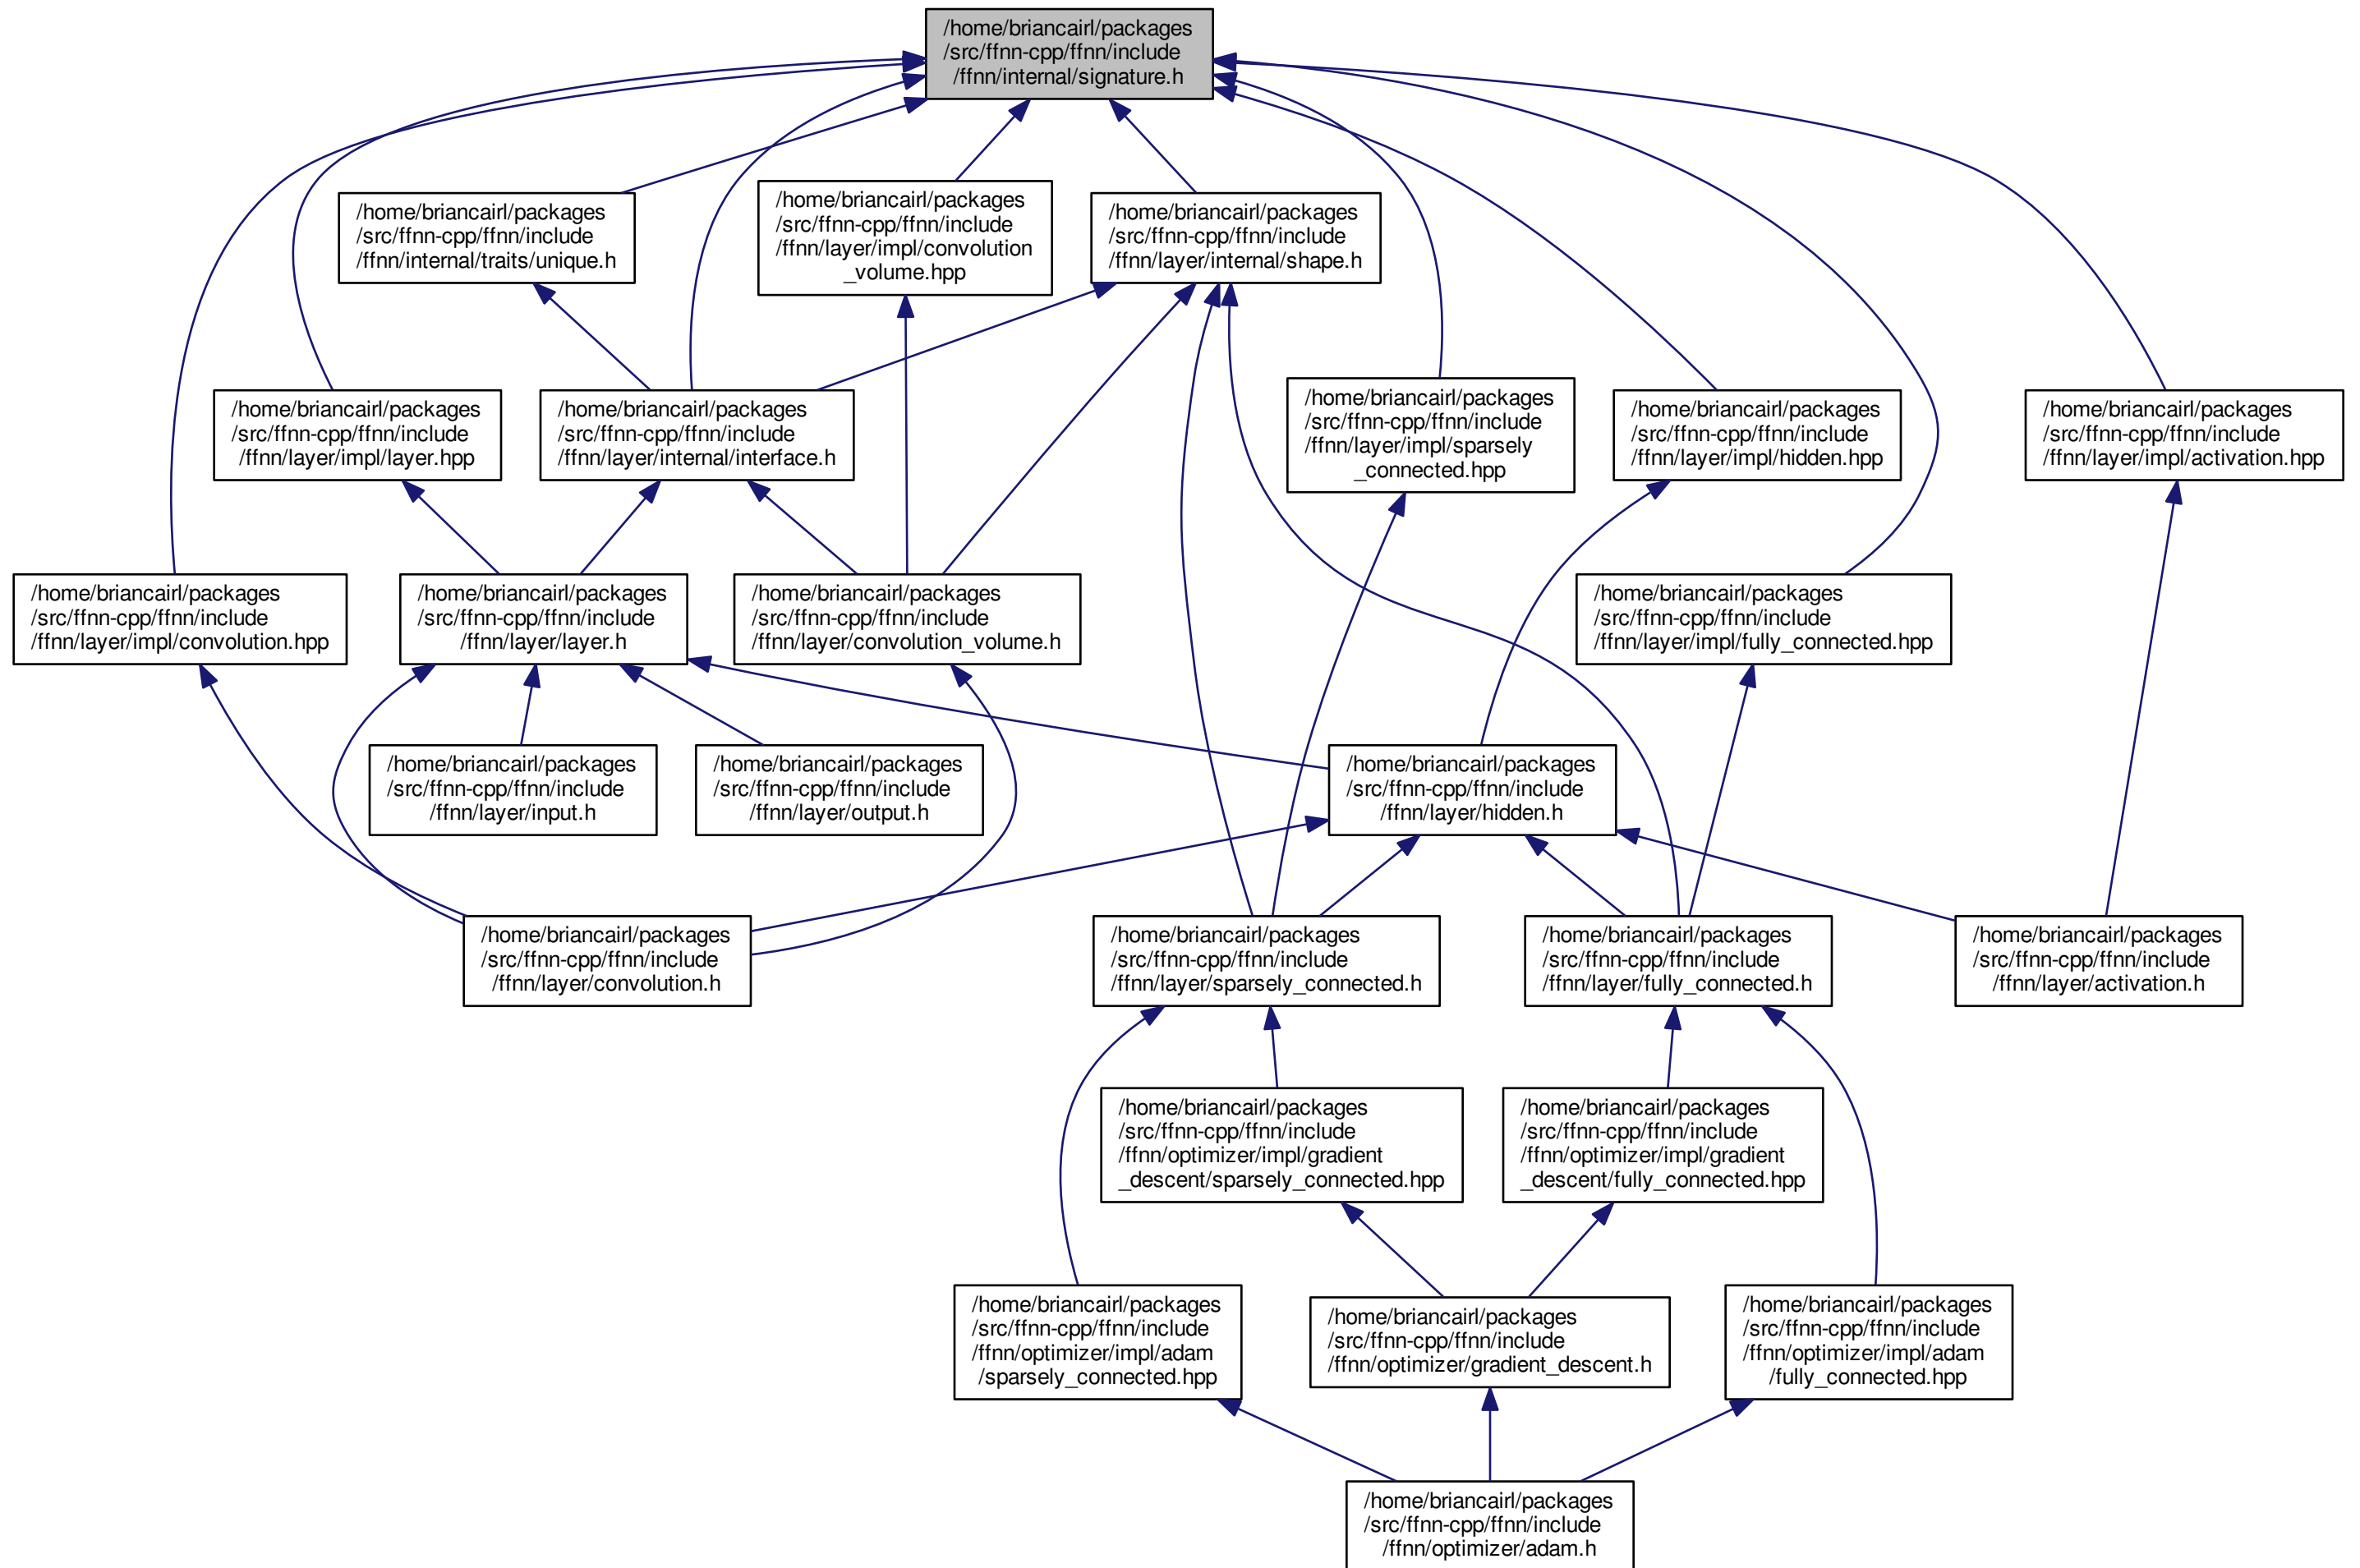 /home/briancairl/packages
/src/ffnn-cpp/ffnn/include
/ffnn/internal/signature.h
/home/briancairl/packages
/src/ffnn-cpp/ffnn/include
/ffnn/internal/traits/unique.h
/home/briancairl/packages
/src/ffnn-cpp/ffnn/include
/ffnn/layer/impl/convolution
_volume.hpp
/home/briancairl/packages
/src/ffnn-cpp/ffnn/include
/ffnn/layer/internal/shape.h
/home/briancairl/packages
/src/ffnn-cpp/ffnn/include
/ffnn/layer/impl/layer.hpp
/home/briancairl/packages
/src/ffnn-cpp/ffnn/include
/ffnn/layer/internal/interface.h
/home/briancairl/packages
/src/ffnn-cpp/ffnn/include
/ffnn/layer/impl/sparsely
_connected.hpp
/home/briancairl/packages
/src/ffnn-cpp/ffnn/include
/ffnn/layer/impl/hidden.hpp
/home/briancairl/packages
/src/ffnn-cpp/ffnn/include
/ffnn/layer/impl/activation.hpp
/home/briancairl/packages
/src/ffnn-cpp/ffnn/include
/ffnn/layer/impl/convolution.hpp
/home/briancairl/packages
/src/ffnn-cpp/ffnn/include
/ffnn/layer/layer.h
/home/briancairl/packages
/src/ffnn-cpp/ffnn/include
/ffnn/layer/convolution_volume.h
/home/briancairl/packages
/src/ffnn-cpp/ffnn/include
/ffnn/layer/impl/fully_connected.hpp
/home/briancairl/packages
/src/ffnn-cpp/ffnn/include
/ffnn/layer/input.h
/home/briancairl/packages
/src/ffnn-cpp/ffnn/include
/ffnn/layer/output.h
/home/briancairl/packages
/src/ffnn-cpp/ffnn/include
/ffnn/layer/hidden.h
/home/briancairl/packages
/src/ffnn-cpp/ffnn/include
/ffnn/layer/convolution.h
/home/briancairl/packages
/src/ffnn-cpp/ffnn/include
/ffnn/layer/sparsely_connected.h
/home/briancairl/packages
/src/ffnn-cpp/ffnn/include
/ffnn/layer/fully_connected.h
/home/briancairl/packages
/src/ffnn-cpp/ffnn/include
/ffnn/layer/activation.h
/home/briancairl/packages
/src/ffnn-cpp/ffnn/include
/ffnn/optimizer/impl/gradient
_descent/sparsely_connected.hpp
/home/briancairl/packages
/src/ffnn-cpp/ffnn/include
/ffnn/optimizer/impl/gradient
_descent/fully_connected.hpp
/home/briancairl/packages
/src/ffnn-cpp/ffnn/include
/ffnn/optimizer/impl/adam
/sparsely_connected.hpp
/home/briancairl/packages
/src/ffnn-cpp/ffnn/include
/ffnn/optimizer/gradient_descent.h
/home/briancairl/packages
/src/ffnn-cpp/ffnn/include
/ffnn/optimizer/impl/adam
/fully_connected.hpp
/home/briancairl/packages
/src/ffnn-cpp/ffnn/include
/ffnn/optimizer/adam.h